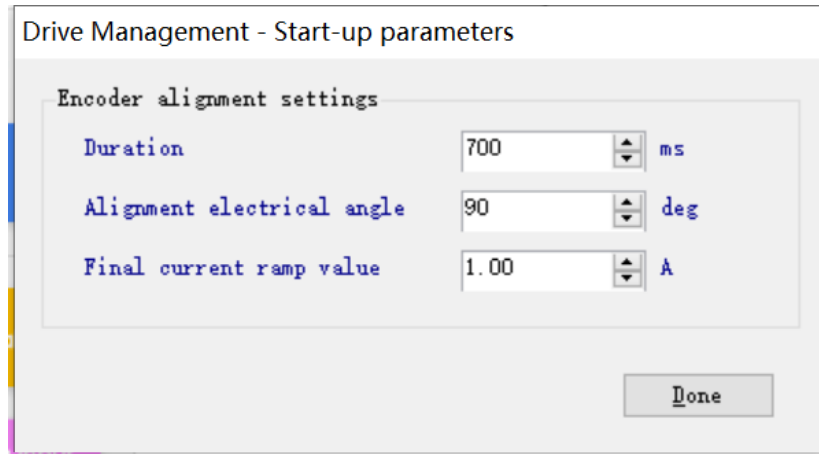 Drive Management - Start-up parameters
Encoder alignment settings
Duration 700 ms
Alignment electrical angle 90 deg
Final current ramp value 1.00 A
Done